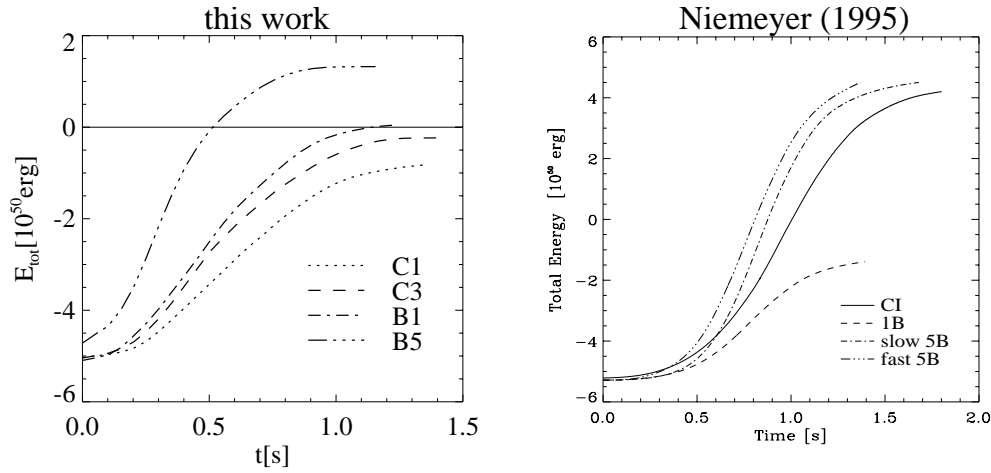 this work
2
0
-2
-4
-6
E_tot[10^50erg]
0.0 0.5 1.0 1.5
t[s]
C1
C3
B1
B5
Niemeyer (1995)
6
4
2
0
−2
−4
−6
Total Energy [10^50 erg]
0.0 0.5 1.0 1.5 2.0
Time [s]
CI
1B
slow 5B
fast 5B